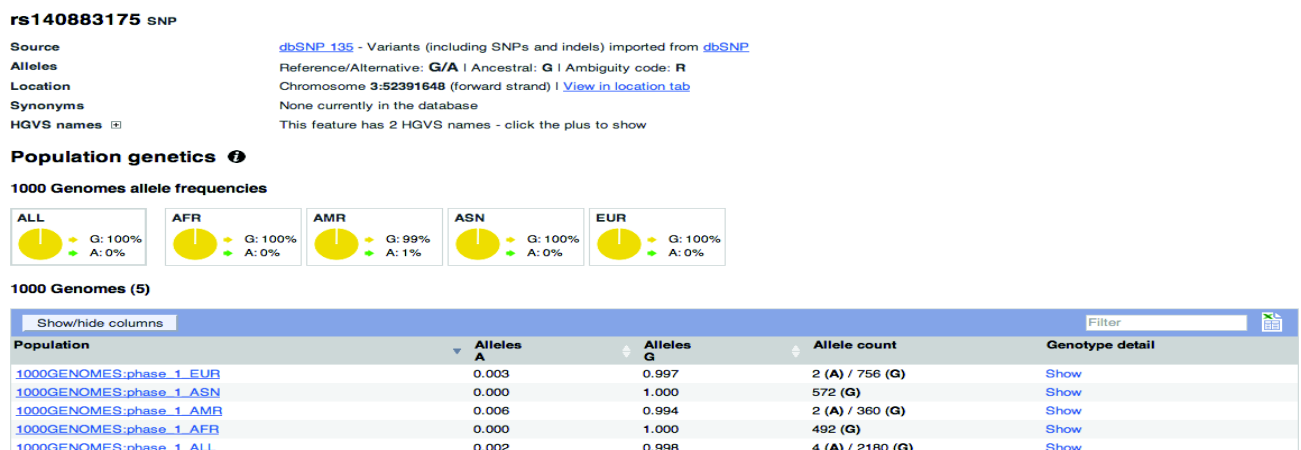 rs140883175 SNP
Source dbSNP 135 - Variants (including SNPs and indels) imported from dbSNP
Alleles Reference/Alternative: G/A | Ancestral: G | Ambiguity code: R
Location Chromosome 3:52391648 (forward strand) | View in location tab
Synonyms None currently in the database
HGVS names + This feature has 2 HGVS names - click the plus to show
Population genetics i
1000 Genomes allele frequencies
ALL AFR AMR ASN EUR
G: 100% G: 100% G: 99% G: 100% G: 100%
A: 0% A: 0% A: 1% A: 0% A: 0%
1000 Genomes (5)
Show/hide columns Filter
Population Alleles A Alleles G Allele count Genotype detail
1000GENOMES:phase_1_EUR 0.003 0.997 2 (A) / 756 (G) Show
1000GENOMES:phase_1_ASN 0.000 1.000 572 (G) Show
1000GENOMES:phase_1_AMR 0.006 0.994 2 (A) / 360 (G) Show
1000GENOMES:phase_1_AFR 0.000 1.000 492 (G) Show
1000GENOMES:phase_1_ALL 0.002 0.998 4 (A) / 2180 (G) Show